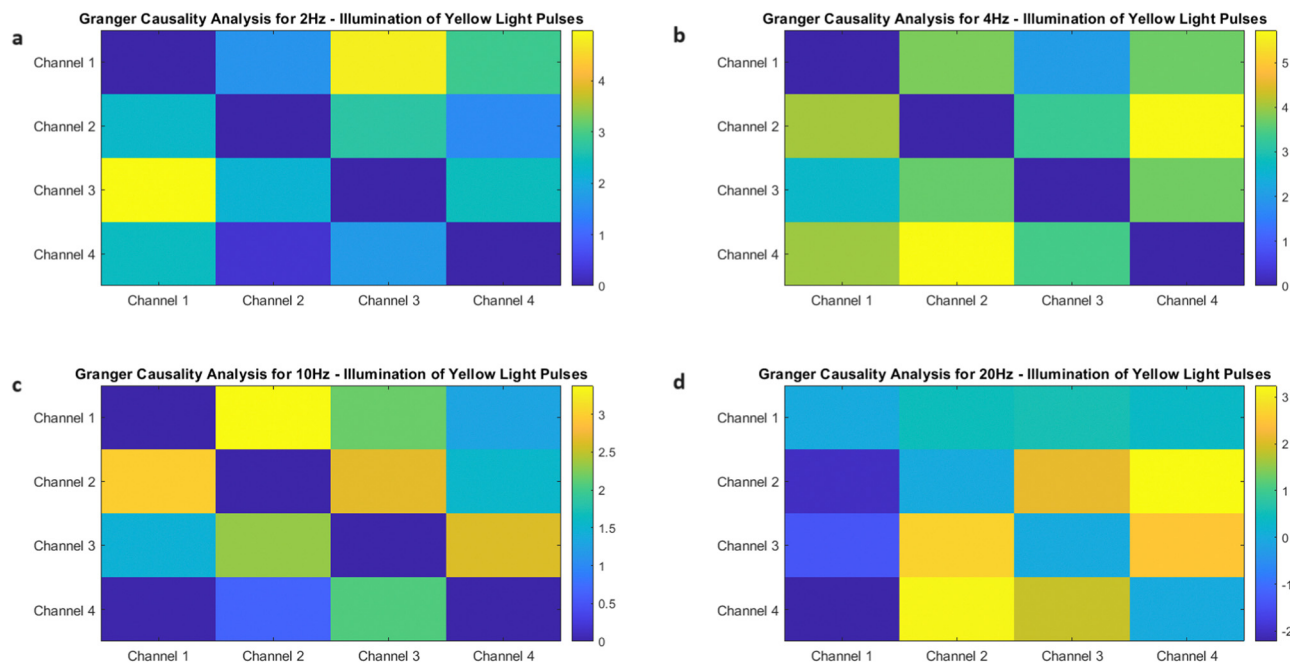 a
Granger Causality Analysis for 2Hz - Illumination of Yellow Light Pulses
Channel 1
Channel 2
Channel 3
Channel 4
Channel 1 Channel 2 Channel 3 Channel 4
4
3
2
1
0
b
Granger Causality Analysis for 4Hz - Illumination of Yellow Light Pulses
Channel 1
Channel 2
Channel 3
Channel 4
Channel 1 Channel 2 Channel 3 Channel 4
5
4
3
2
1
0
c
Granger Causality Analysis for 10Hz - Illumination of Yellow Light Pulses
Channel 1
Channel 2
Channel 3
Channel 4
Channel 1 Channel 2 Channel 3 Channel 4
3
2.5
2
1.5
1
0.5
0
d
Granger Causality Analysis for 20Hz - Illumination of Yellow Light Pulses
Channel 1
Channel 2
Channel 3
Channel 4
Channel 1 Channel 2 Channel 3 Channel 4
3
2
1
0
-1
-2